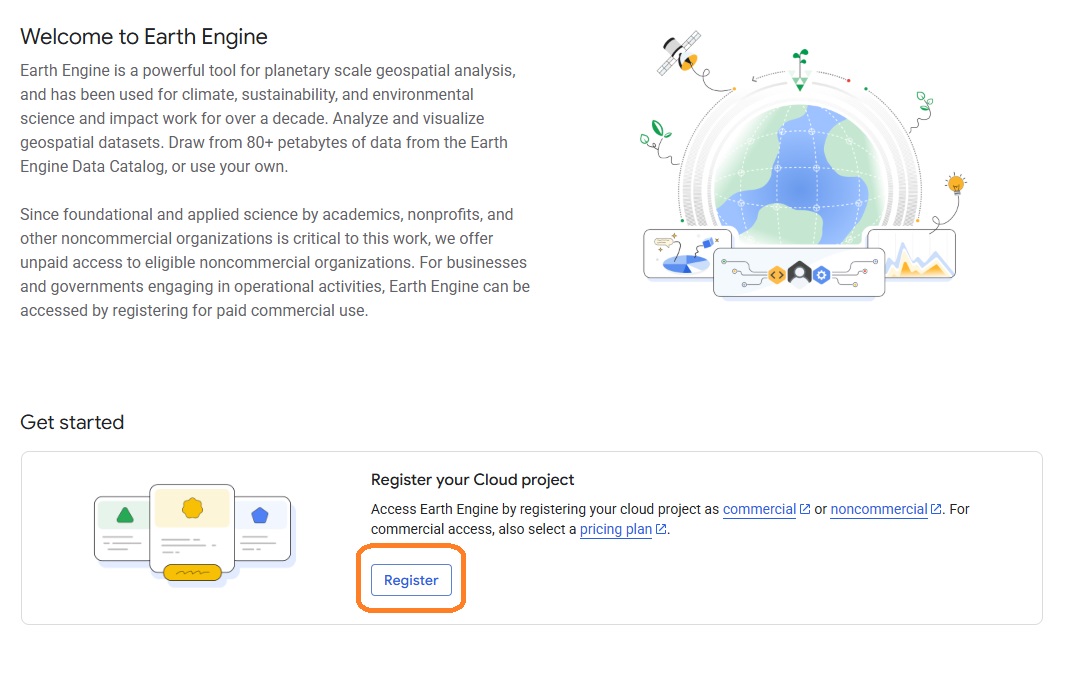 Welcome to Earth Engine
Earth Engine is a powerful tool for planetary scale geospatial analysis,
and has been used for climate, sustainability, and environmental
science and impact work for over a decade. Analyze and visualize
geospatial datasets. Draw from 80+ petabytes of data from the Earth
Engine Data Catalog, or use your own.
Since foundational and applied science by academics, nonprofits, and
other noncommercial organizations is critical to this work, we offer
unpaid access to eligible noncommercial organizations. For businesses
and governments engaging in operational activities, Earth Engine can be
accessed by registering for paid commercial use.
Get started
Register your Cloud project
Access Earth Engine by registering your cloud project as commercial or noncommercial. For
commercial access, also select a pricing plan.
Register